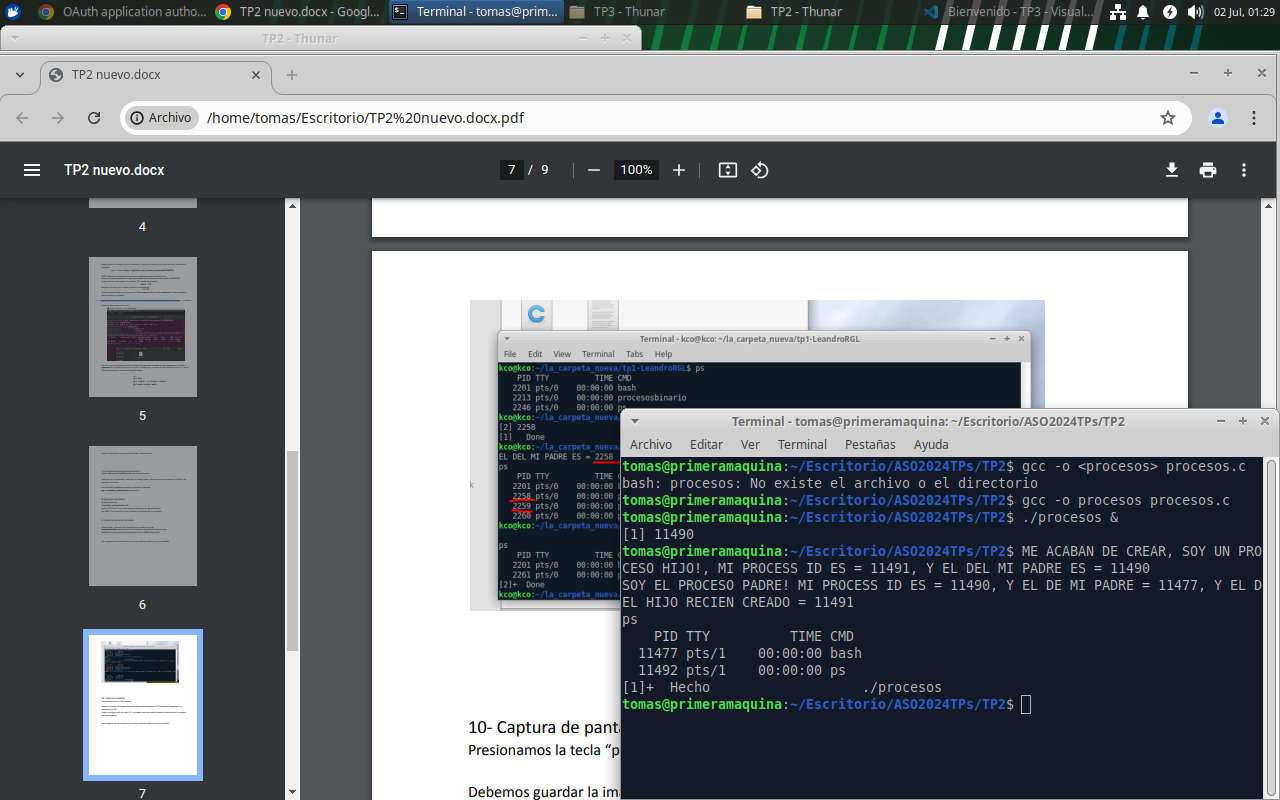 OAuth application autho...
TP2 nuevo.docx - Googl...
Terminal - tomas@prim...
TP3 - Thunar
TP2 - Thunar
Bienvenido - TP3 - Visual...
02 Jul, 01:29
TP2 - Thunar
TP2 nuevo.docx
Archivo
/home/tomas/Escritorio/TP2%20nuevo.docx.pdf
TP2 nuevo.docx
7 / 9
100%
4
5
6
7
Terminal - kco@kco: ~/la_carpeta_nueva/tp1-LeandroRGL
File Edit View Terminal Tabs Help
kco@kco:~/la_carpeta_nueva/tp1-LeandroRGL$ ps
PID TTY TIME CMD
2201 pts/0 00:00:00 bash
2213 pts/0 00:00:00 procesosbinario
2246 pts/0 00:00:00 ps
kco@kco:~/la_carpeta_nueva
[2] 2258
[1] Done
kco@kco:~/la_carpeta_nueva
EL DEL MI PADRE ES = 2258
ps
PID TTY TIME C
2201 pts/0 00:00:00 b
2258 pts/0 00:00:00
2259 pts/0 00:00:00
2260 pts/0 00:00:00
kco@kco:~/la_carpeta_nueva
ps
PID TTY TIME C
2201 pts/0 00:00:00 b
2261 pts/0 00:00:00
[2]+ Done
kco@kco:~/la_carpeta_nueva
k
10- Captura de panta
Presionamos la tecla “p
Debemos guardar la ima
Terminal - tomas@primeramaquina: ~/Escritorio/ASO2024TPs/TP2
Archivo Editar Ver Terminal Pestañas Ayuda
tomas@primeramaquina:~/Escritorio/ASO2024TPs/TP2$ gcc -o <procesos> procesos.c
bash: procesos: No existe el archivo o el directorio
tomas@primeramaquina:~/Escritorio/ASO2024TPs/TP2$ gcc -o procesos procesos.c
tomas@primeramaquina:~/Escritorio/ASO2024TPs/TP2$ ./procesos &
[1] 11490
tomas@primeramaquina:~/Escritorio/ASO2024TPs/TP2$ ME ACABAN DE CREAR, SOY UN PRO
CESO HIJO!, MI PROCESS ID ES = 11491, Y EL DEL MI PADRE ES = 11490
SOY EL PROCESO PADRE! MI PROCESS ID ES = 11490, Y EL DE MI PADRE = 11477, Y EL D
EL HIJO RECIEN CREADO = 11491
ps
PID TTY TIME CMD
11477 pts/1 00:00:00 bash
11492 pts/1 00:00:00 ps
[1]+ Hecho ./procesos
tomas@primeramaquina:~/Escritorio/ASO2024TPs/TP2$